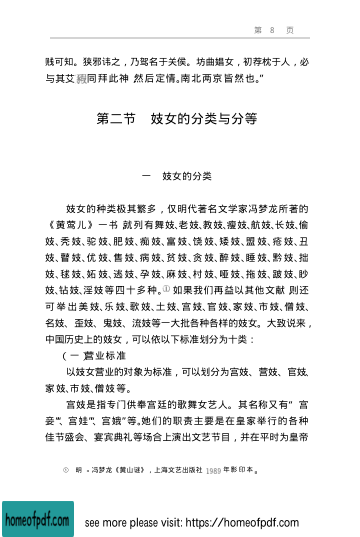 第 8 页
贱可知。狭邪讳之，乃驾名于关侯。坊曲娼女，初荐枕于人，必
与其艾豭同拜此神，然后定情。南北两京皆然也。”
第二节 妓女的分类与分等
一 妓女的分类
妓女的种类极其繁多，仅明代著名文学家冯梦龙所著的
《黄莺儿》一书，就列有舞妓、老妓、教妓、瘦妓、航妓、长妓、偷
妓、秃妓、驼妓、肥妓、痴妓、富妓、馋妓、矮妓、盟妓、疮妓、丑
妓、瞽妓、优妓、售妓、病妓、贫妓、贪妓、醉妓、睡妓、黔妓、拙
妓、毬妓、妬妓、逃妓、孕妓、麻妓、村妓、哑妓、拖妓、跛妓、眇
妓、钻妓、淫妓等四十多种。① 如果我们再益以其他文献，则还
可举出美妓、乐妓、歌妓、土妓、宫妓、官妓、家妓、市妓、僧妓、
名妓、歪妓、鬼妓、流妓等一大批各种各样的妓女。大致说来，
中国历史上的妓女，可以依以下标准划分为十类：
（一）营业标准
以妓女营业的对象为标准，可以划分为宫妓、营妓、官妓、
家妓、市妓、僧妓等。
宫妓是指专门供奉宫廷的歌舞女艺人。其名称又有“宫
妾”、“宫娃”、“宫娥”等。她们的职责主要是在皇家举行的各种
佳节盛会、宴宾典礼等场合上演出文艺节目，并在平时为皇帝
① 明·冯梦龙《黄山谜》，上海文艺出版社 1989 年影印本。
homeofpdf.com
see more please visit: https://homeofpdf.com